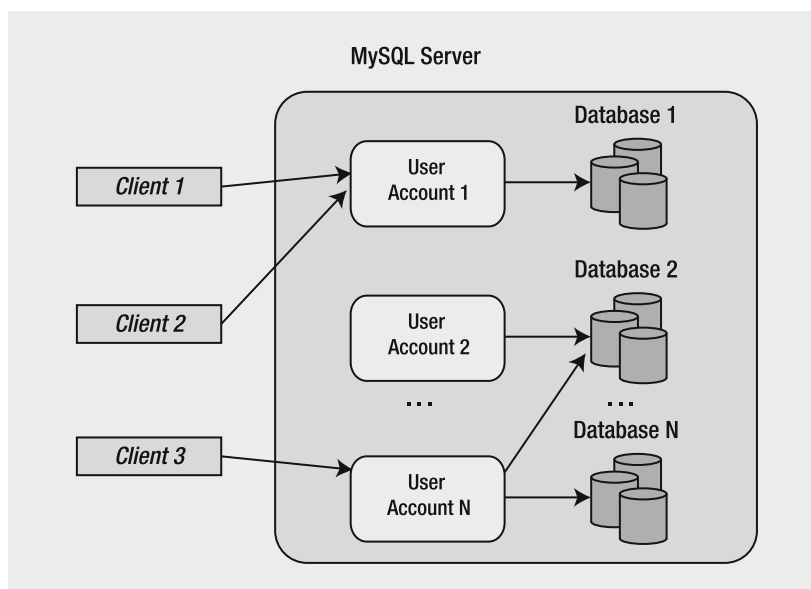 MySQL Server
Database 1
Client 1
User
Account 1
Database 2
Client 2
User
Account 2
...
...
Database N
Client 3
User
Account N